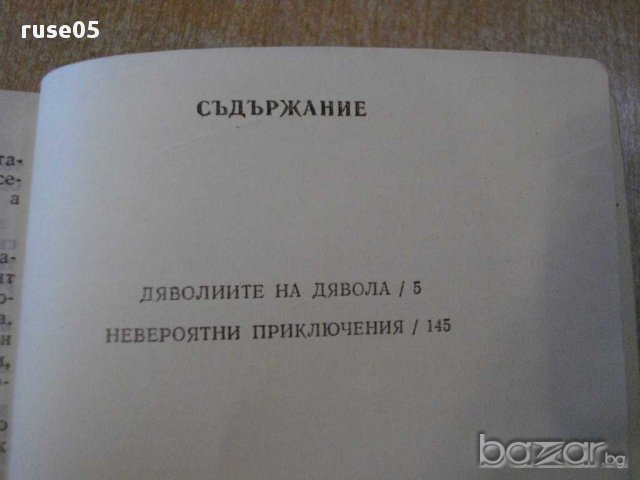 ruse05
СЪДЪРЖАНИЕ
ДЯВОЛИИТЕ НА ДЯВОЛА / 5
НЕВЕРОЯТНИ ПРИКЛЮЧЕНИЯ / 145
bazar.bg